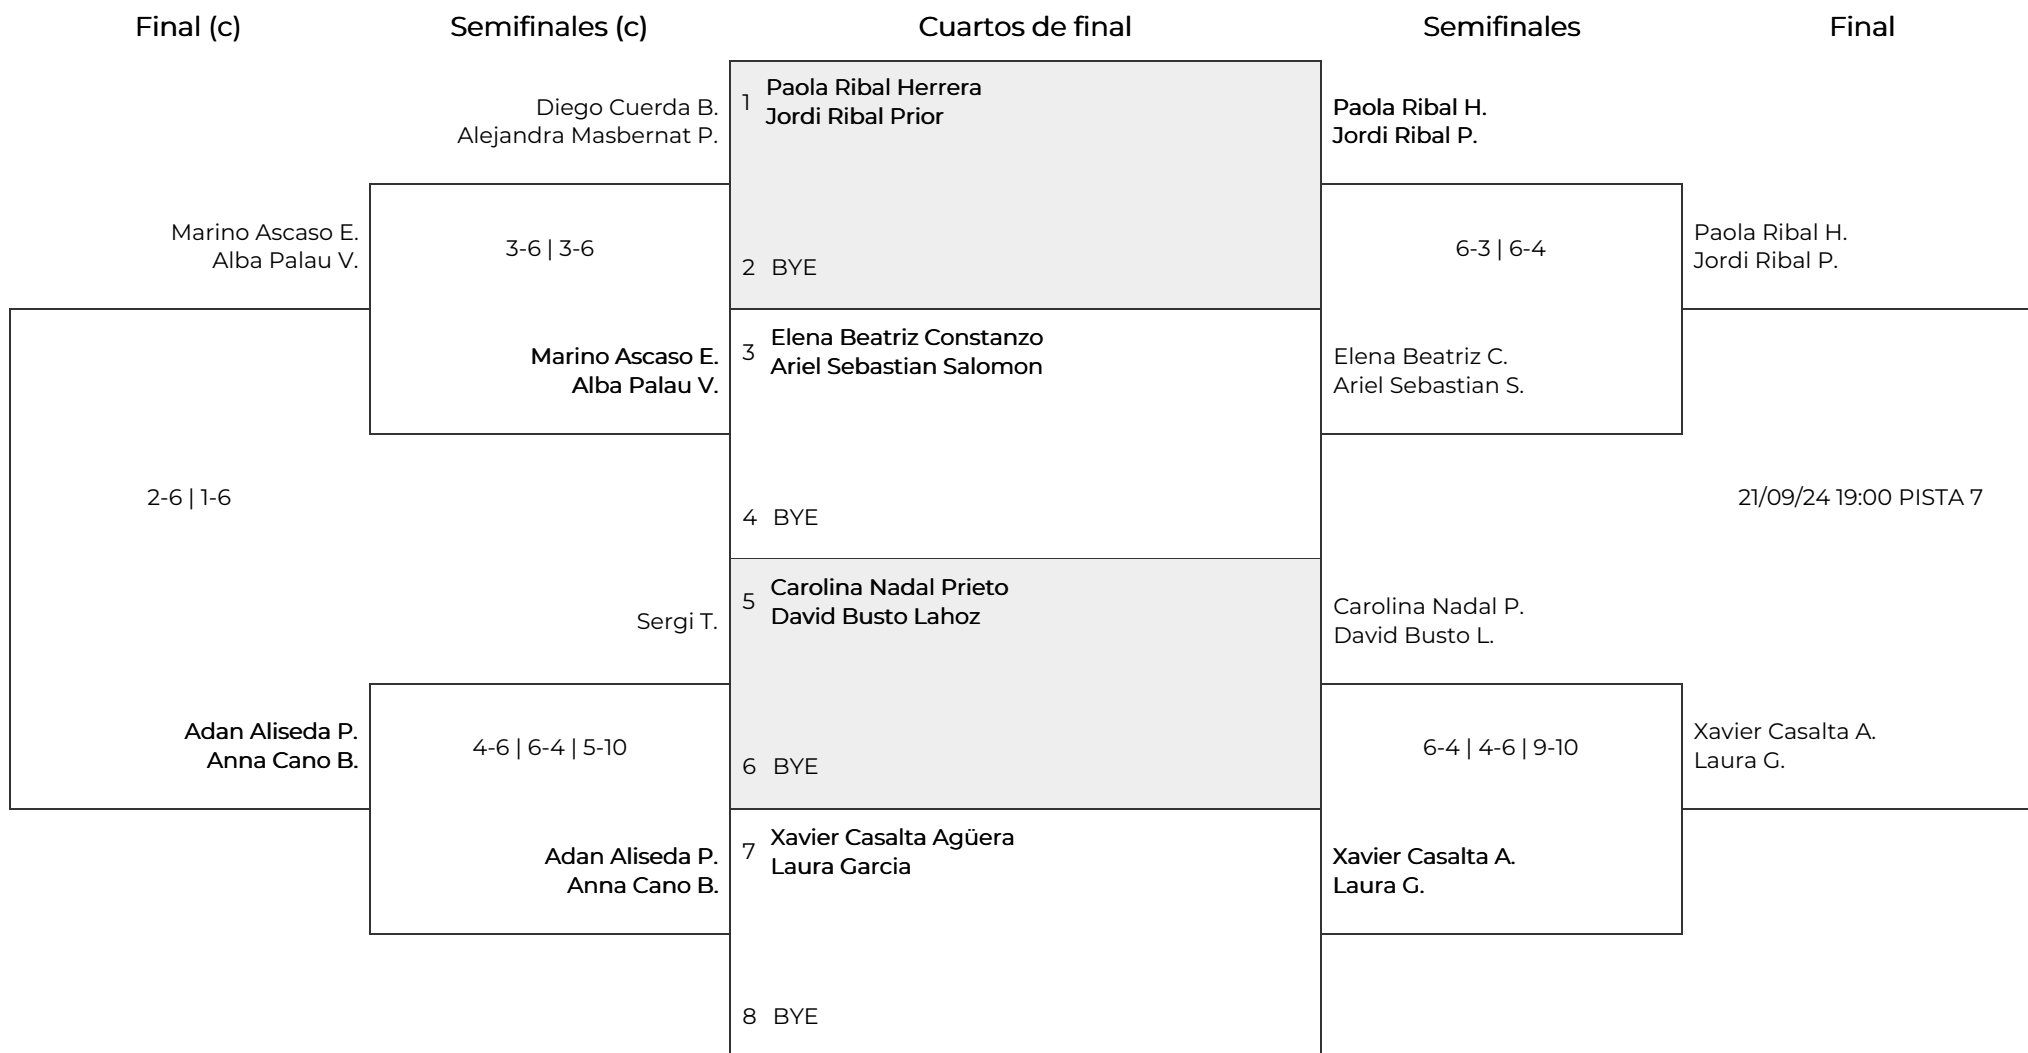 Final (c)
Semifinales (c)
Cuartos de final
Semifinales
Final
Marino Ascaso E.
Alba Palau V.
2-6 | 1-6
Adan Aliseda P.
Anna Cano B.
Diego Cuerda B.
Alejandra Masbernat P.
3-6 | 3-6
Marino Ascaso E.
Alba Palau V.
Sergi T.
4-6 | 6-4 | 5-10
Adan Aliseda P.
Anna Cano B.
1 Paola Ribal Herrera
Jordi Ribal Prior
2 BYE
3 Elena Beatriz Constanzo
Ariel Sebastian Salomon
4 BYE
5 Carolina Nadal Prieto
David Busto Lahoz
6 BYE
7 Xavier Casalta Agüera
Laura Garcia
8 BYE
Paola Ribal H.
Jordi Ribal P.
6-3 | 6-4
Elena Beatriz C.
Ariel Sebastian S.
Carolina Nadal P.
David Busto L.
6-4 | 4-6 | 9-10
Xavier Casalta A.
Laura G.
Paola Ribal H.
Jordi Ribal P.
21/09/24 19:00 PISTA 7
Xavier Casalta A.
Laura G.